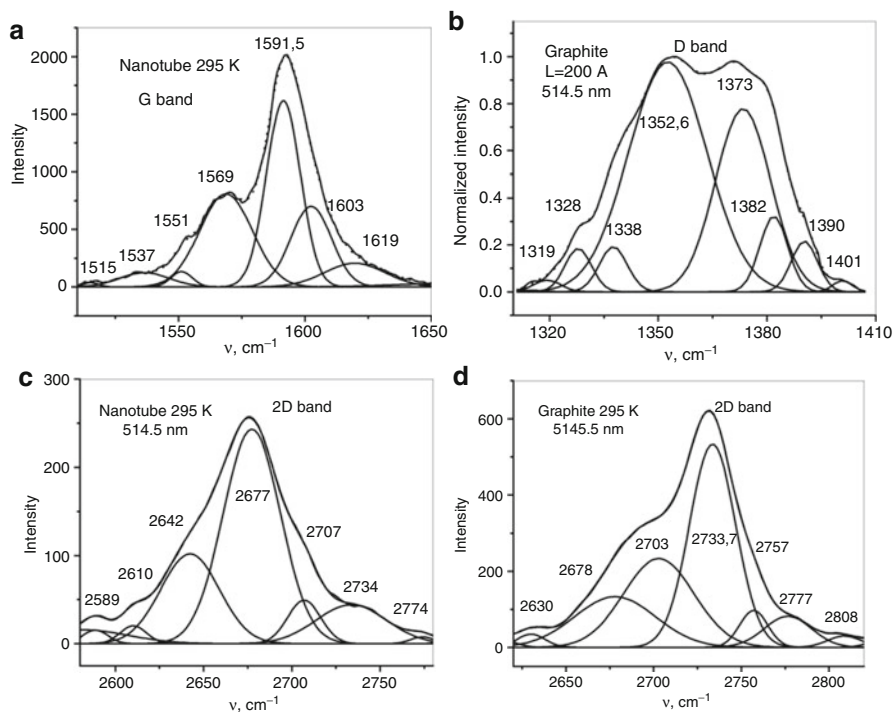 a
Nanotube 295 K
G band
1591,5
1569
1551
1603
1537
1619
1515
2000
1500
1000
500
0
Intensity
1550
1600
1650
ν, cm⁻¹
b
Graphite
L=200 A
514.5 nm
D band
1373
1352,6
1328
1338
1382
1390
1319
1401
1.0
0.8
0.6
0.4
0.2
0.0
Normalized intensity
1320
1350
1380
1410
ν, cm⁻¹
c
Nanotube 295 K
514.5 nm
2D band
2677
2642
2707
2610
2589
2734
2774
300
200
100
0
Intensity
2600
2650
2700
2750
ν, cm⁻¹
d
Graphite 295 K
5145.5 nm
2D band
2733,7
2703
2757
2678
2777
2630
2808
600
400
200
0
Intensity
2650
2700
2750
2800
ν, cm⁻¹